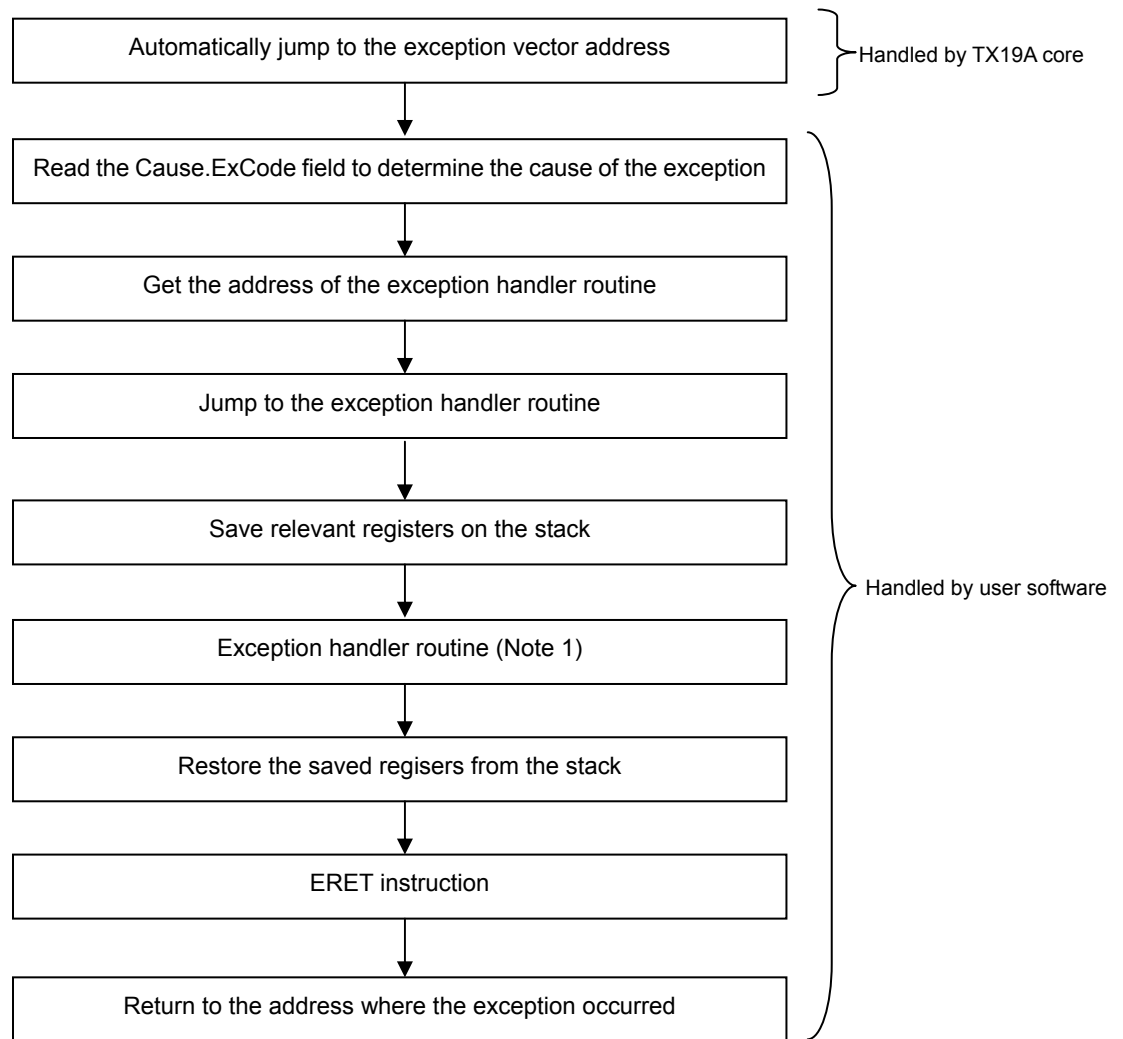 Automatically jump to the exception vector address
Handled by TX19A core
Read the Cause.ExCode field to determine the cause of the exception
Get the address of the exception handler routine
Jump to the exception handler routine
Save relevant registers on the stack
Handled by user software
Exception handler routine (Note 1)
Restore the saved regisers from the stack
ERET instruction
Return to the address where the exception occurred